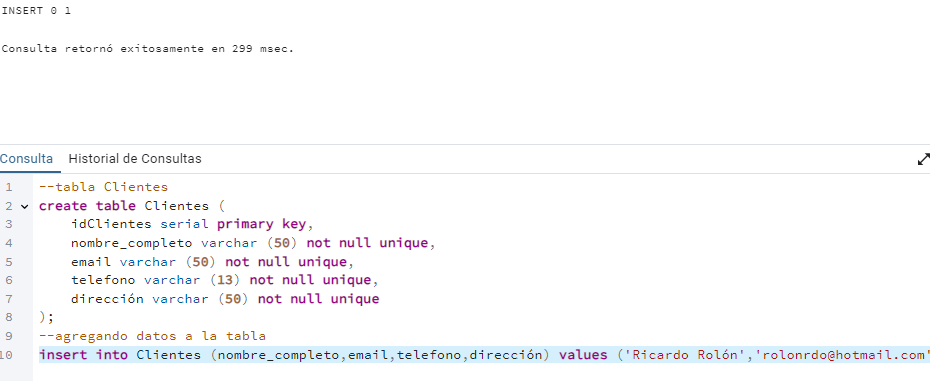 INSERT 0 1
Consulta retornó exitosamente en 299 msec.
Consulta Historial de Consultas
1 --tabla Clientes
2 create table Clientes (
3 idClientes serial primary key,
4 nombre_completo varchar (50) not null unique,
5 email varchar (50) not null unique,
6 telefono varchar (13) not null unique,
7 dirección varchar (50) not null unique
8 );
9 --agregando datos a la tabla
10 insert into Clientes (nombre_completo,email,telefono,dirección) values ('Ricardo Rolón','rolonrdo@hotmail.com'